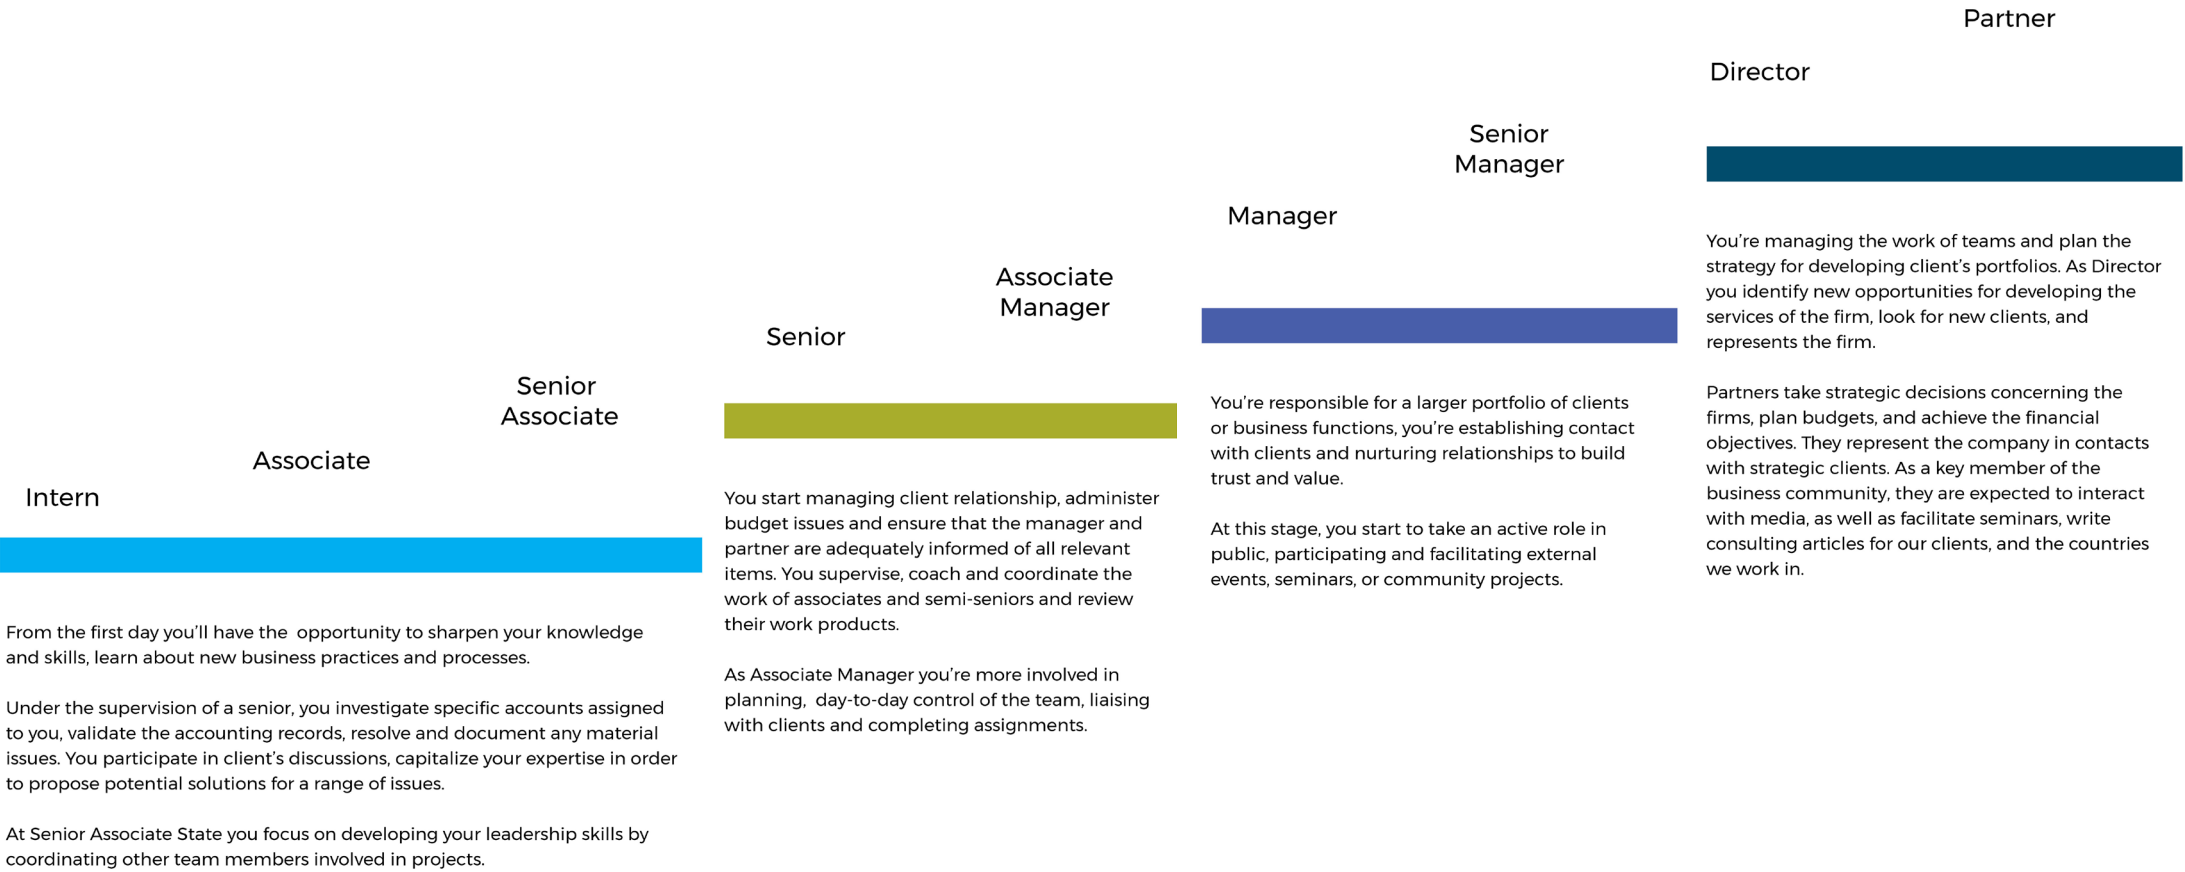 Intern
Associate
Senior
Associate
From the first day you’ll have the  opportunity to sharpen your knowledge
and skills, learn about new business practices and processes.
Under the supervision of a senior, you investigate specific accounts assigned
to you, validate the accounting records, resolve and document any material
issues. You participate in client’s discussions, capitalize your expertise in order
to propose potential solutions for a range of issues.
At Senior Associate State you focus on developing your leadership skills by
coordinating other team members involved in projects.
Senior
Associate
Manager
You start managing client relationship, administer
budget issues and ensure that the manager and
partner are adequately informed of all relevant
items. You supervise, coach and coordinate the
work of associates and semi-seniors and review
their work products.
As Associate Manager you’re more involved in
planning,  day-to-day control of the team, liaising
with clients and completing assignments.
Manager
Senior
Manager
You’re responsible for a larger portfolio of clients
or business functions, you’re establishing contact
with clients and nurturing relationships to build
trust and value.
At this stage, you start to take an active role in
public, participating and facilitating external
events, seminars, or community projects.
Director
Partner
You’re managing the work of teams and plan the
strategy for developing client’s portfolios. As Director
you identify new opportunities for developing the
services of the firm, look for new clients, and
represents the firm.
Partners take strategic decisions concerning the
firms, plan budgets, and achieve the financial
objectives. They represent the company in contacts
with strategic clients. As a key member of the
business community, they are expected to interact
with media, as well as facilitate seminars, write
consulting articles for our clients, and the countries
we work in.